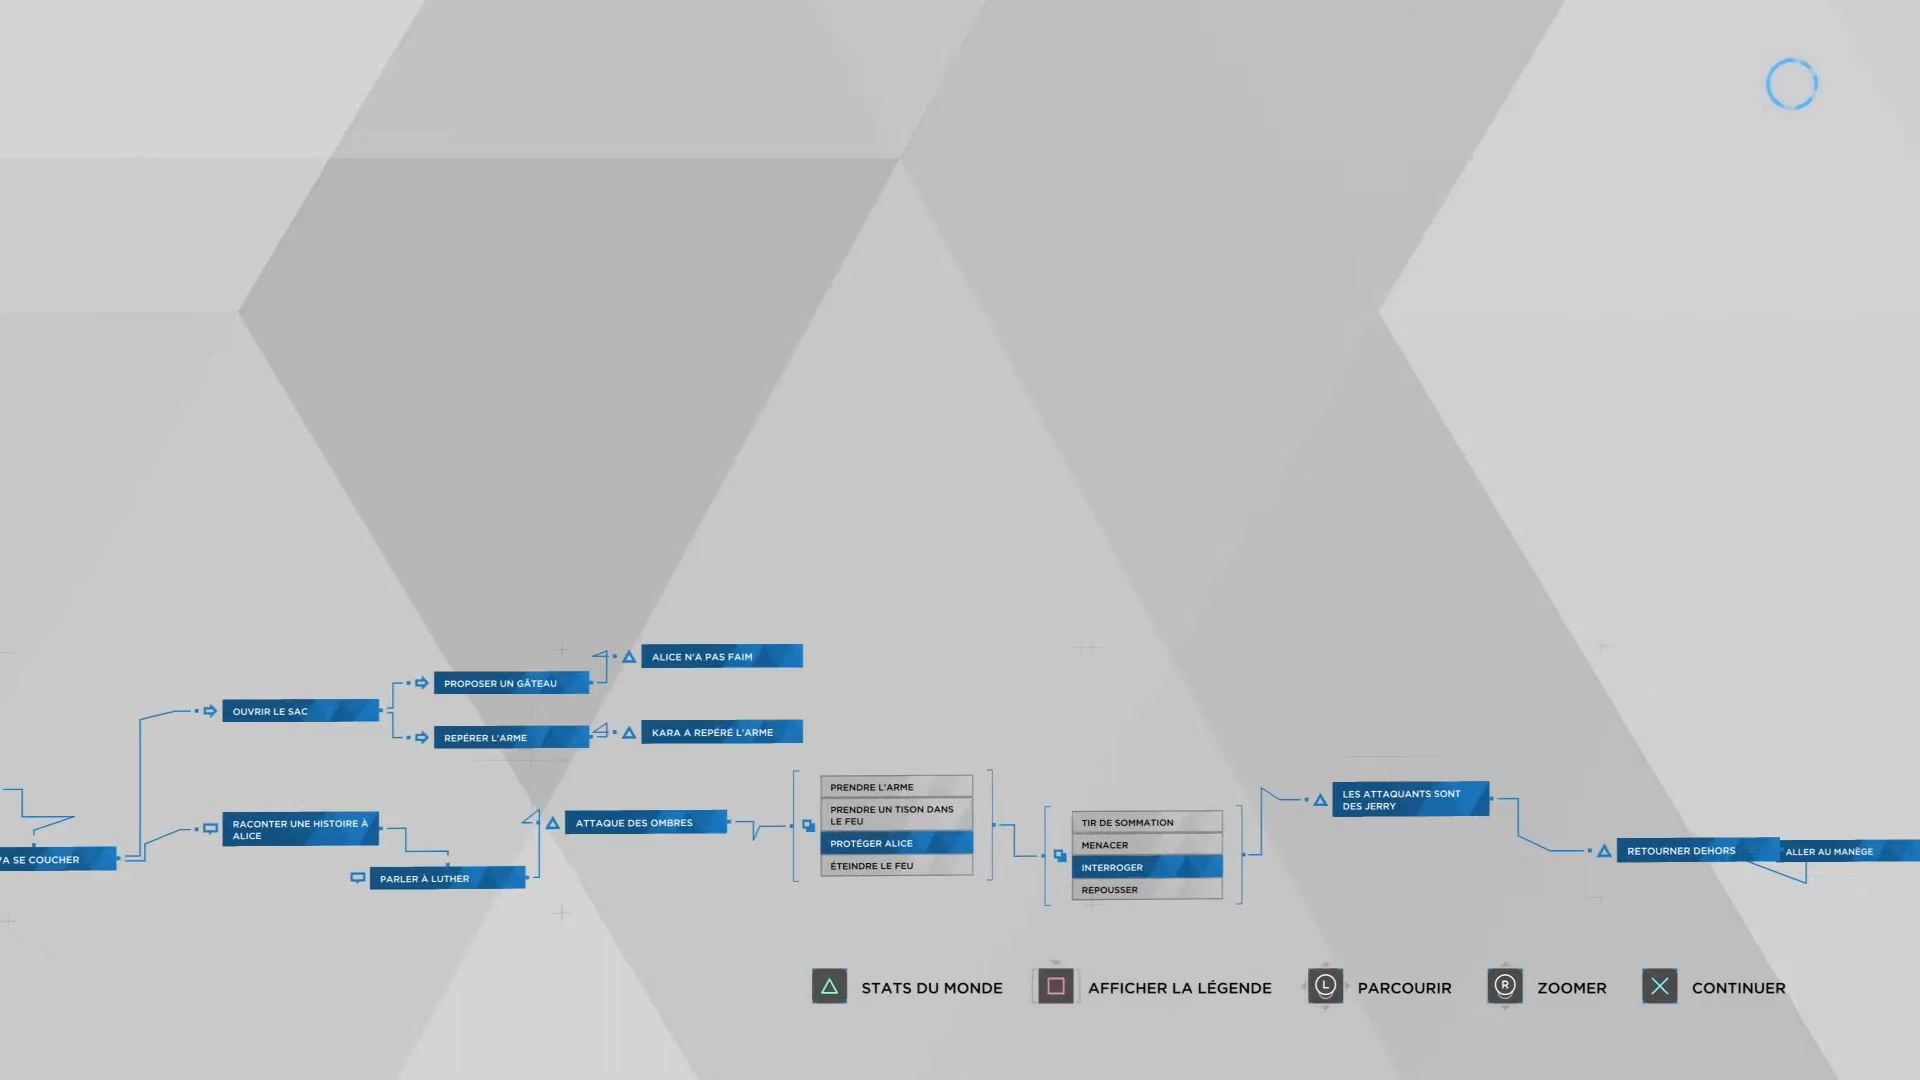 ALICE N'A PAS FAIM
PROPOSER UN GÂTEAU
OUVRIR LE SAC
REPÉRER L'ARME
KARA A REPÉRÉ L'ARME
VA SE COUCHER
RACONTER UNE HISTOIRE À
ALICE
PARLER À LUTHER
ATTAQUE DES OMBRES
PRENDRE L'ARME
PRENDRE UN TISON DANS
LE FEU
PROTÉGER ALICE
ÉTEINDRE LE FEU
TIR DE SOMMATION
MENACER
INTERROGER
REPOUSSER
LES ATTAQUANTS SONT
DES JERRY
RETOURNER DEHORS
ALLER AU MANÈGE
STATS DU MONDE
AFFICHER LA LÉGENDE
L
PARCOURIR
R
ZOOMER
CONTINUER